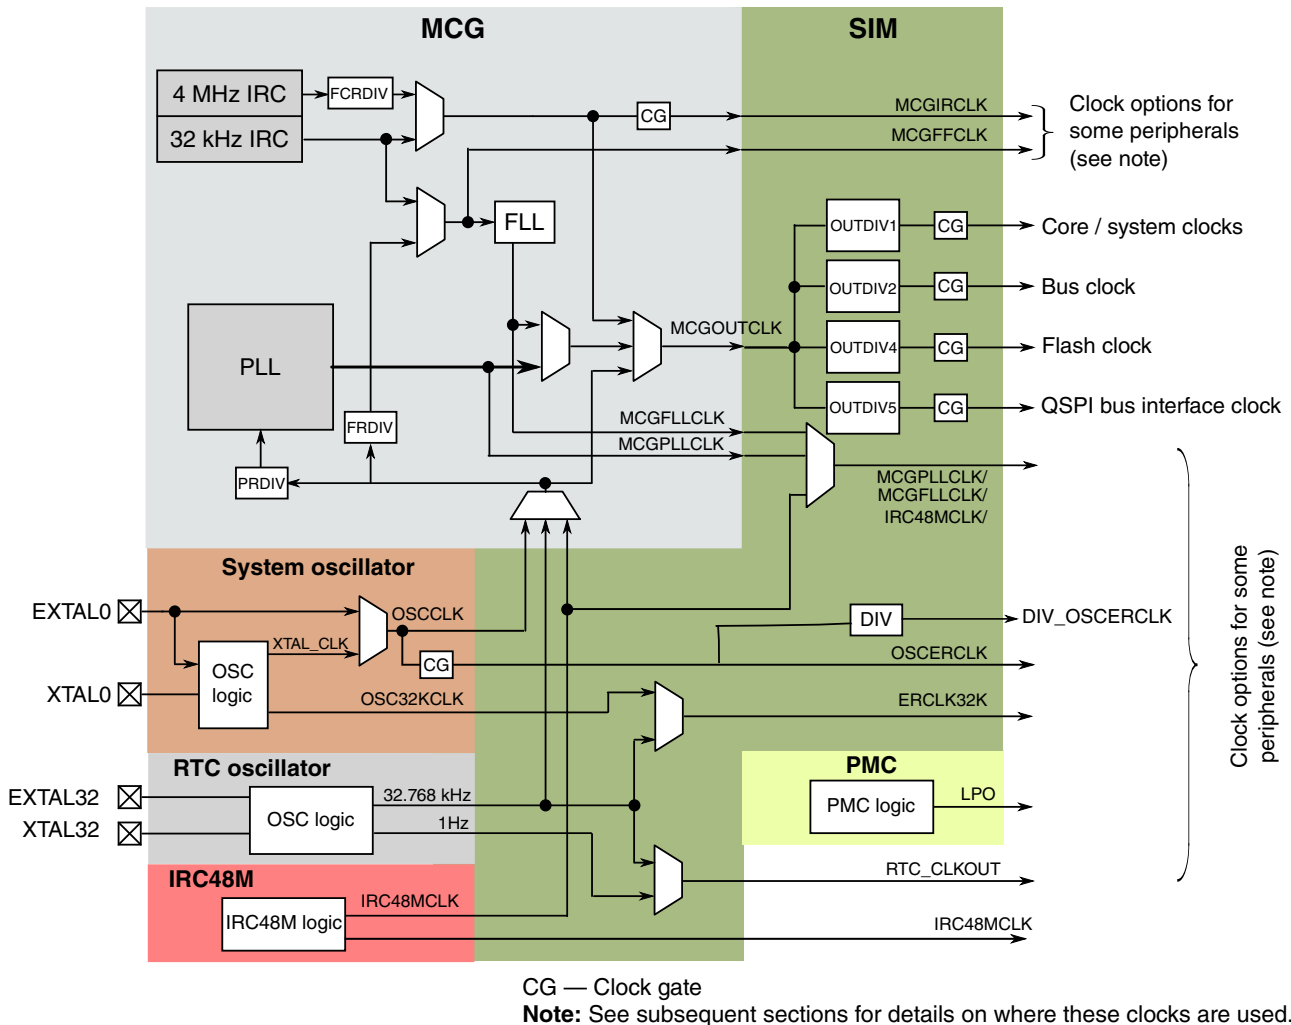 MCG
SIM
4 MHz IRC
FCRDIV
32 kHz IRC
CG
MCGIRCLK
MCGFFCLK
Clock options for
some peripherals
(see note)
FLL
OUTDIV1
CG
Core / system clocks
OUTDIV2
CG
Bus clock
PLL
MCGOUTCLK
OUTDIV4
CG
Flash clock
OUTDIV5
CG
QSPI bus interface clock
FRDIV
MCGFLLCLK
MCGPLLCLK
PRDIV
MCGPLLCLK/
MCGFLLCLK/
IRC48MCLK/
System oscillator
EXTAL0
OSCCLK
XTAL_CLK
OSC
logic
CG
XTAL0
OSC32KCLK
DIV
DIV_OSCERCLK
OSCERCLK
ERCLK32K
Clock options for some
peripherals (see note)
RTC oscillator
EXTAL32
XTAL32
OSC logic
32.768 kHz
1Hz
PMC
PMC logic
LPO
RTC_CLKOUT
IRC48M
IRC48M logic
IRC48MCLK
IRC48MCLK
CG — Clock gate
Note: See subsequent sections for details on where these clocks are used.